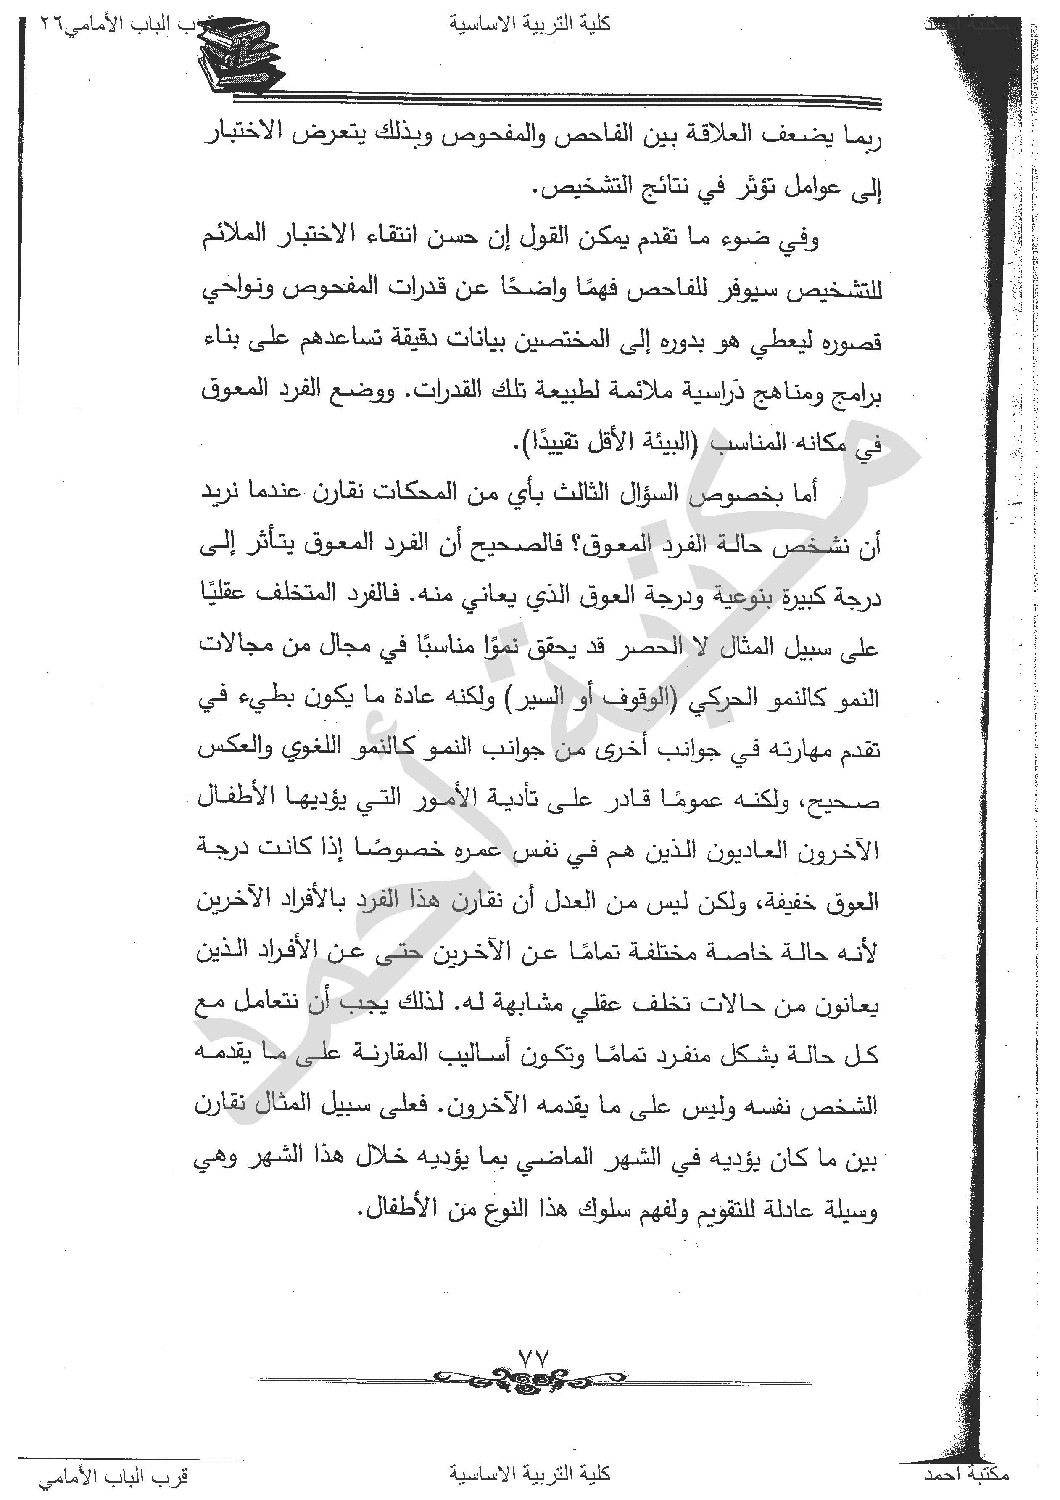 احمد كلية التربية الاساسية قرب الباب الأمامي٢٦
ربما يضعف العلاقة بين الفاحص والمفحوص وبذلك يتعرض الاختبار
إلى عوامل تؤثر في نتائج التشخيص.
وفي ضوء ما تقدم يمكن القول إن حسن انتقاء الاختبار الملائم
للتشخيص سيوفر للفاحص فهمًا واضحًا عن قدرات المفحوص ونواحي
قصوره ليعطي هو بدوره إلى المختصين بيانات دقيقة تساعدهم على بناء
برامج ومناهج دراسية ملائمة لطبيعة تلك القدرات. ووضع الفرد المعوق
في مكانه المناسب (البيئة الأقل تقييدًا).
أما بخصوص السؤال الثالث بأي من المحكات نقارن عندما نريد
أن نشخص حالة الفرد المعوق؟ فالصحيح أن الفرد المعوق يتأثر إلى
درجة كبيرة بنوعية ودرجة العوق الذي يعاني منه. فالفرد المتخلف عقليًا
على سبيل المثال لا الحصر قد يحقق نموًا مناسبًا في مجال من مجالات
النمو كالنمو الحركي (الوقوف أو السير) ولكنه عادة ما يكون بطيء في
تقدم مهارته في جوانب أخرى من جوانب النمو كالنمو اللغوي والعكس
صحيح، ولكنه عمومًا قادر على تأدية الأمور التي يؤديها الأطفال
الآخرون العاديون الذين هم في نفس عمره خصوصًا إذا كانت درجة
العوق خفيفة، ولكن ليس من العدل أن نقارن هذا الفرد بالأفراد الآخرين
لأنه حالة خاصة مختلفة تمامًا عن الآخرين حتى عن الأفراد الذين
يعانون من حالات تخلف عقلي مشابهة له. لذلك يجب أن نتعامل مع
كل حالة بشكل منفرد تمامًا وتكون أساليب المقارنة على ما يقدمه
الشخص نفسه وليس على ما يقدمه الآخرون. فعلى سبيل المثال نقارن
بين ما كان يؤديه في الشهر الماضي بما يؤديه خلال هذا الشهر وهي
وسيلة عادلة للتقويم ولفهم سلوك هذا النوع من الأطفال.
مكتبة أحمد
٧٧
مكتبة احمد كلية التربية الاساسية قرب الباب الأمامي